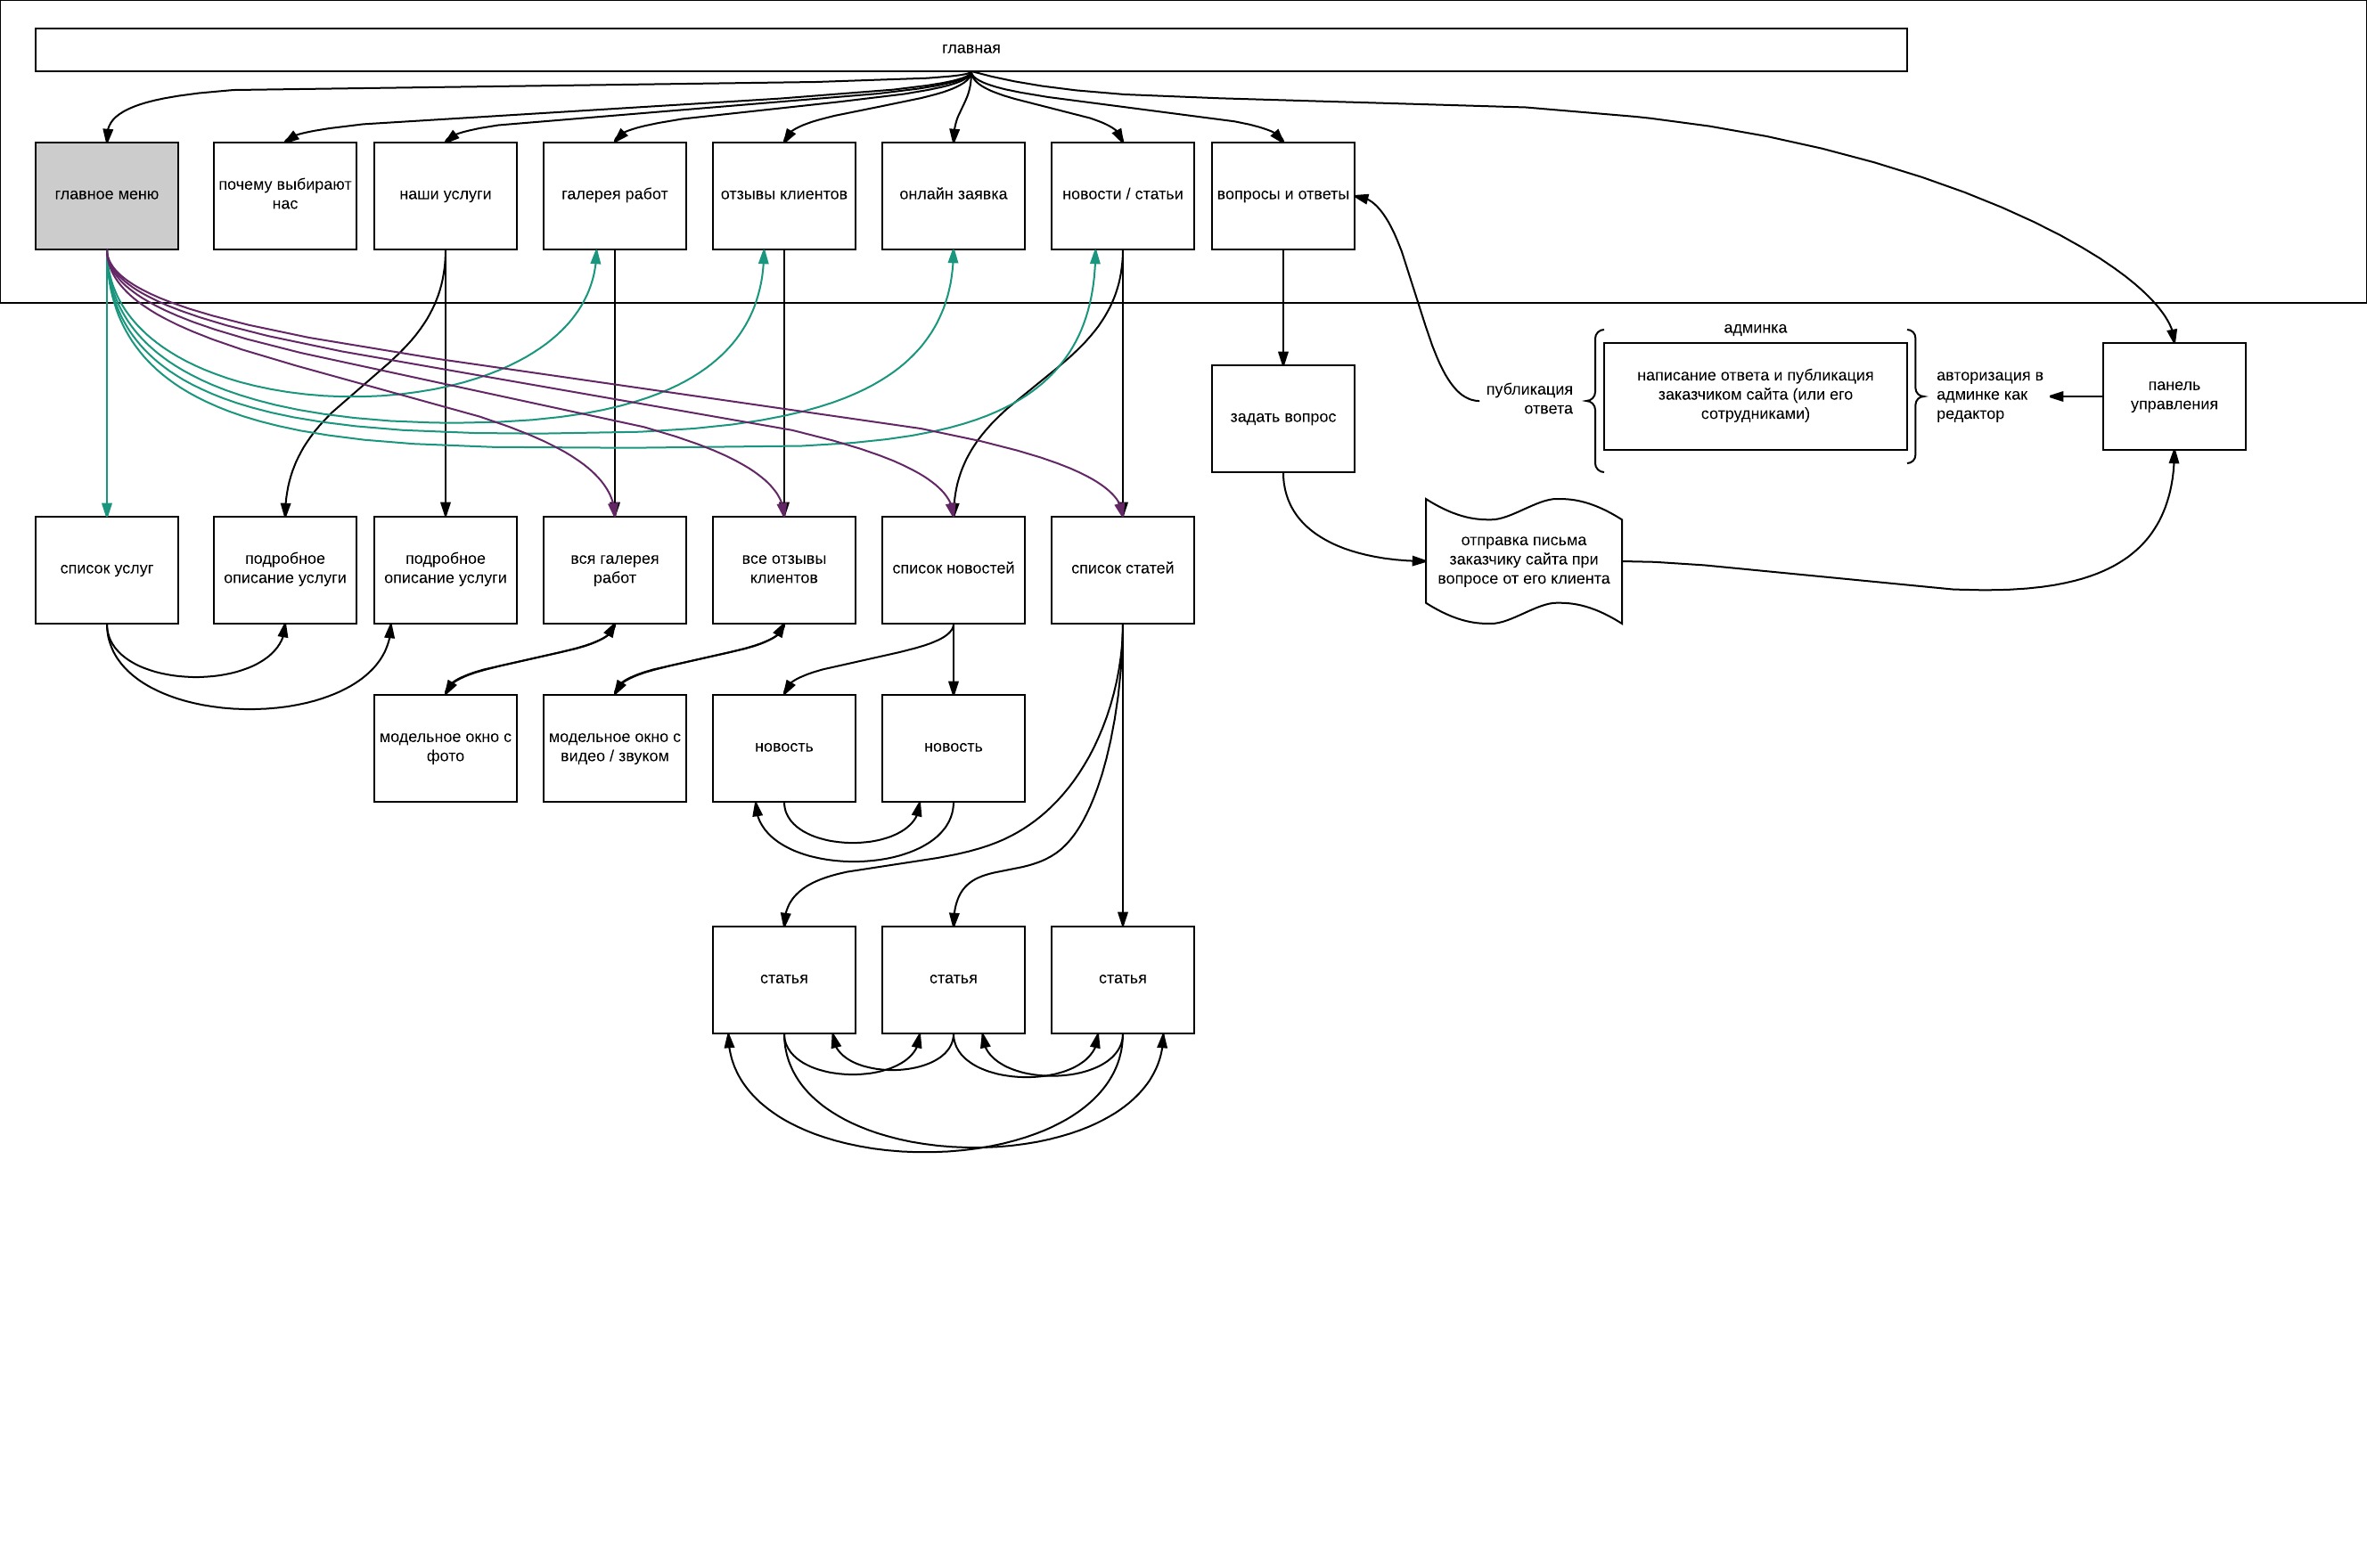 главная
главное меню
почему выбирают
нас
наши услуги
галерея работ
отзывы клиентов
онлайн заявка
новости / статьи
вопросы и ответы
админка
публикация
ответа
написание ответа и публикация
заказчиком сайта (или его
сотрудниками)
авторизация в
админке как
редактор
панель
управления
задать вопрос
список услуг
подробное
описание услуги
подробное
описание услуги
вся галерея
работ
все отзывы
клиентов
список новостей
список статей
отправка письма
заказчику сайта при
вопросе от его клиента
модельное окно с
фото
модельное окно с
видео / звуком
новость
новость
статья
статья
статья